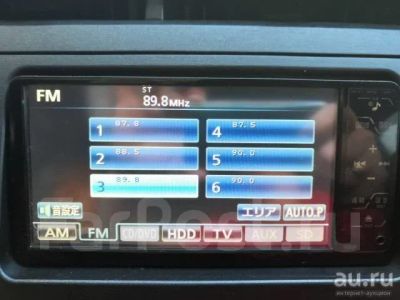 FM
ST
89.8MHz
1 87.8
4 87.5
2 88.5
5 90.0
3 89.8
6 90.0
音設定
エリア
AUTO.P
AM
FM
CD/DVD
HDD
TV
AUX
SD
au.ru
интернет-аукцион